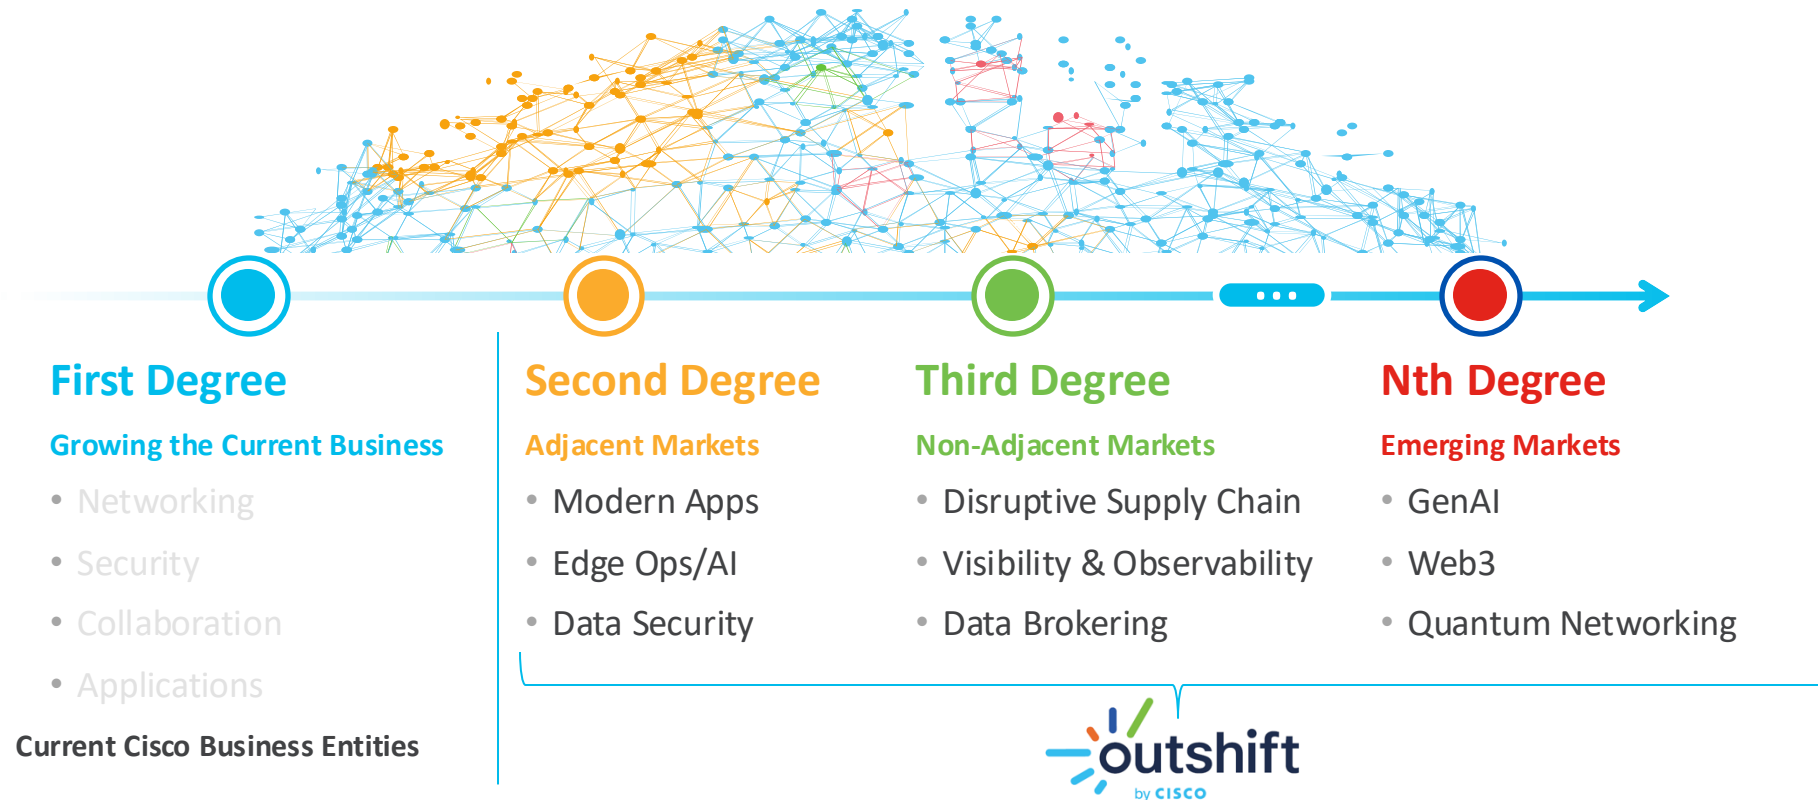 First Degree
Growing the Current Business
• Networking
• Security
• Collaboration
• Applications
Current Cisco Business Entities
Second Degree
Adjacent Markets
• Modern Apps
• Edge Ops/AI
• Data Security
Third Degree
Non-Adjacent Markets
• Disruptive Supply Chain
• Visibility & Observability
• Data Brokering
Nth Degree
Emerging Markets
• GenAI
• Web3
• Quantum Networking
outshift
by CISCO